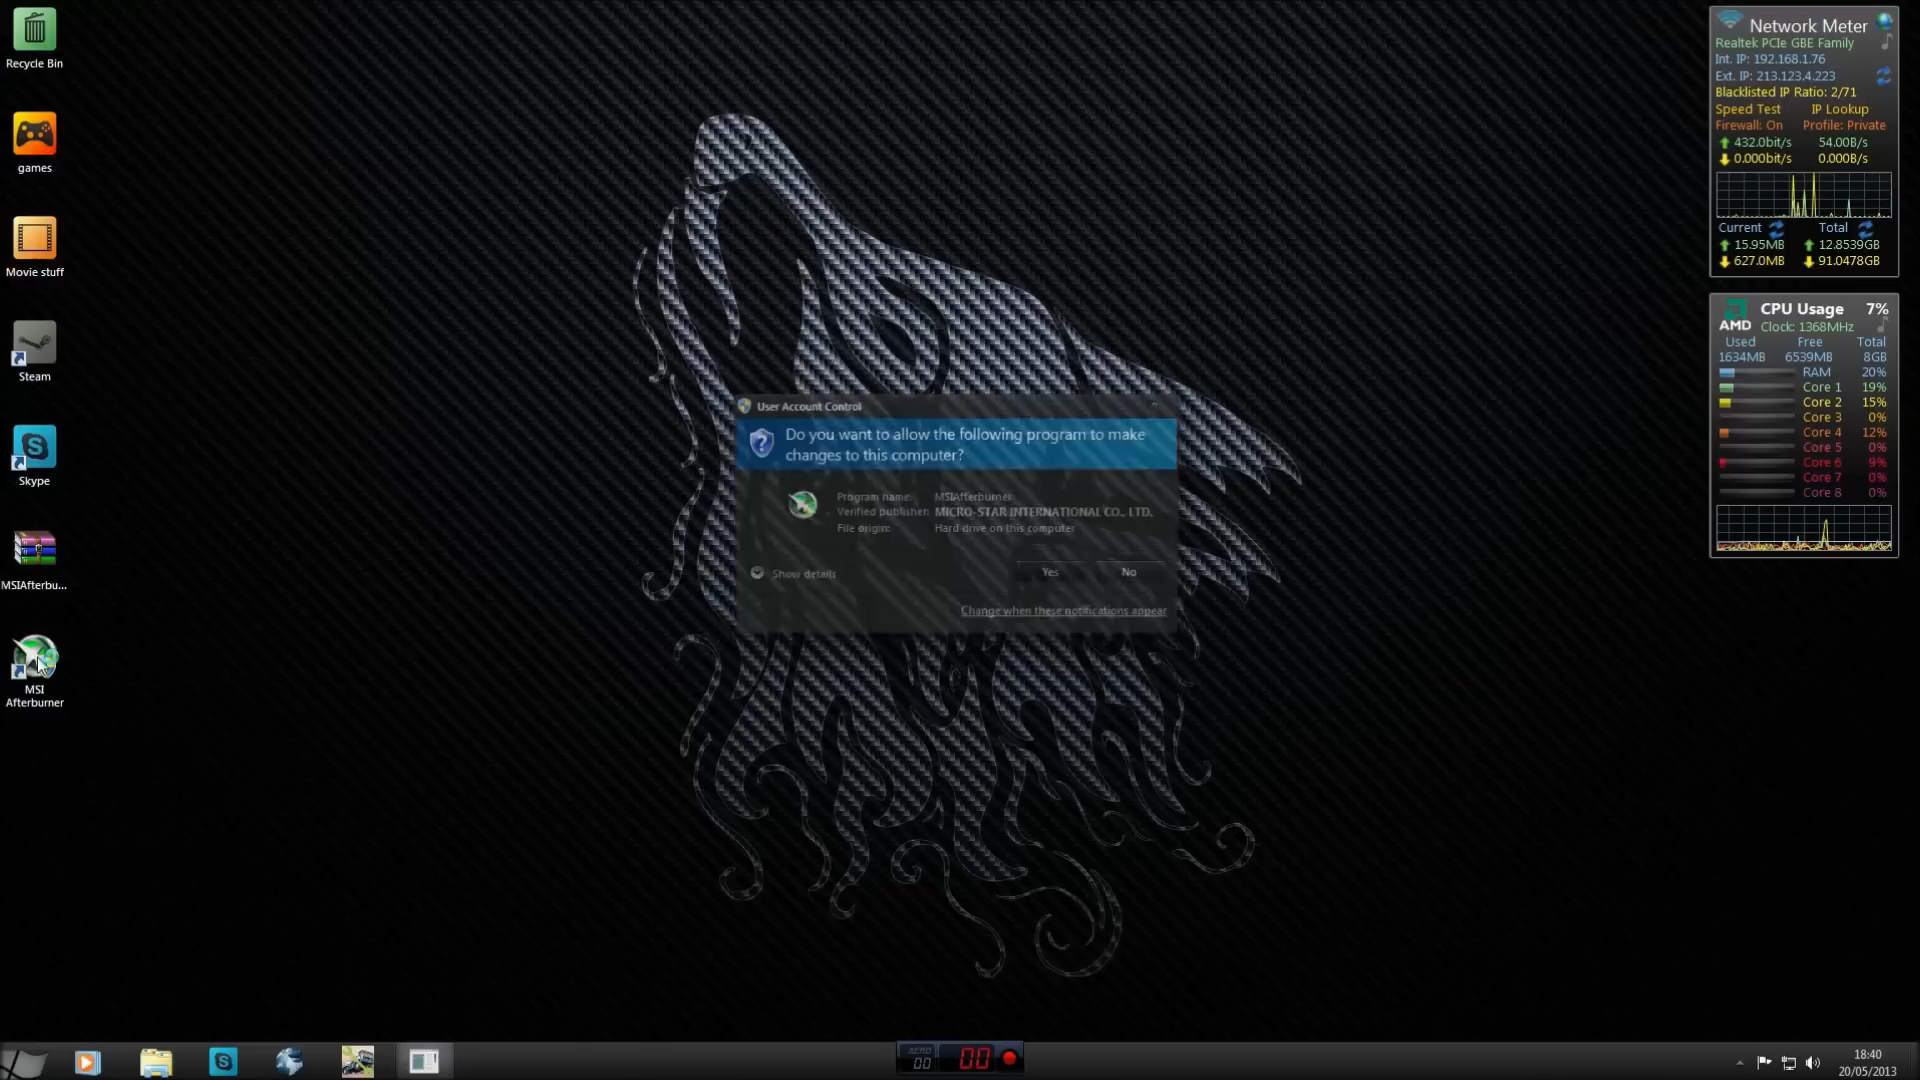 Recycle Bin
games
Movie stuff
Steam
Skype
MSIAfterbu...
MSI
Afterburner
User Account Control
Do you want to allow the following program to make
changes to this computer?
Program name: MSIAfterburner
Verified publisher: MICRO-STAR INTERNATIONAL CO., LTD.
File origin: Hard drive on this computer
Show details
Yes No
Change when these notifications appear
Network Meter
Realtek PCIe GBE Family
Int. IP: 192.168.1.76
Ext. IP: 213.123.4.223
Blacklisted IP Ratio: 2/71
Speed Test IP Lookup
Firewall: On Profile: Private
432.0bit/s 54.00B/s
0.000bit/s 0.000B/s
Current Total
15.95MB 12.8539GB
627.0MB 91.0478GB
AMD
CPU Usage 7%
Clock: 1368MHz
Used Free Total
1634MB 6539MB 8GB
RAM 20%
Core 1 19%
Core 2 15%
Core 3 0%
Core 4 12%
Core 5 0%
Core 6 9%
Core 7 0%
Core 8 0%
AERO
00
00
18:40
20/05/2013